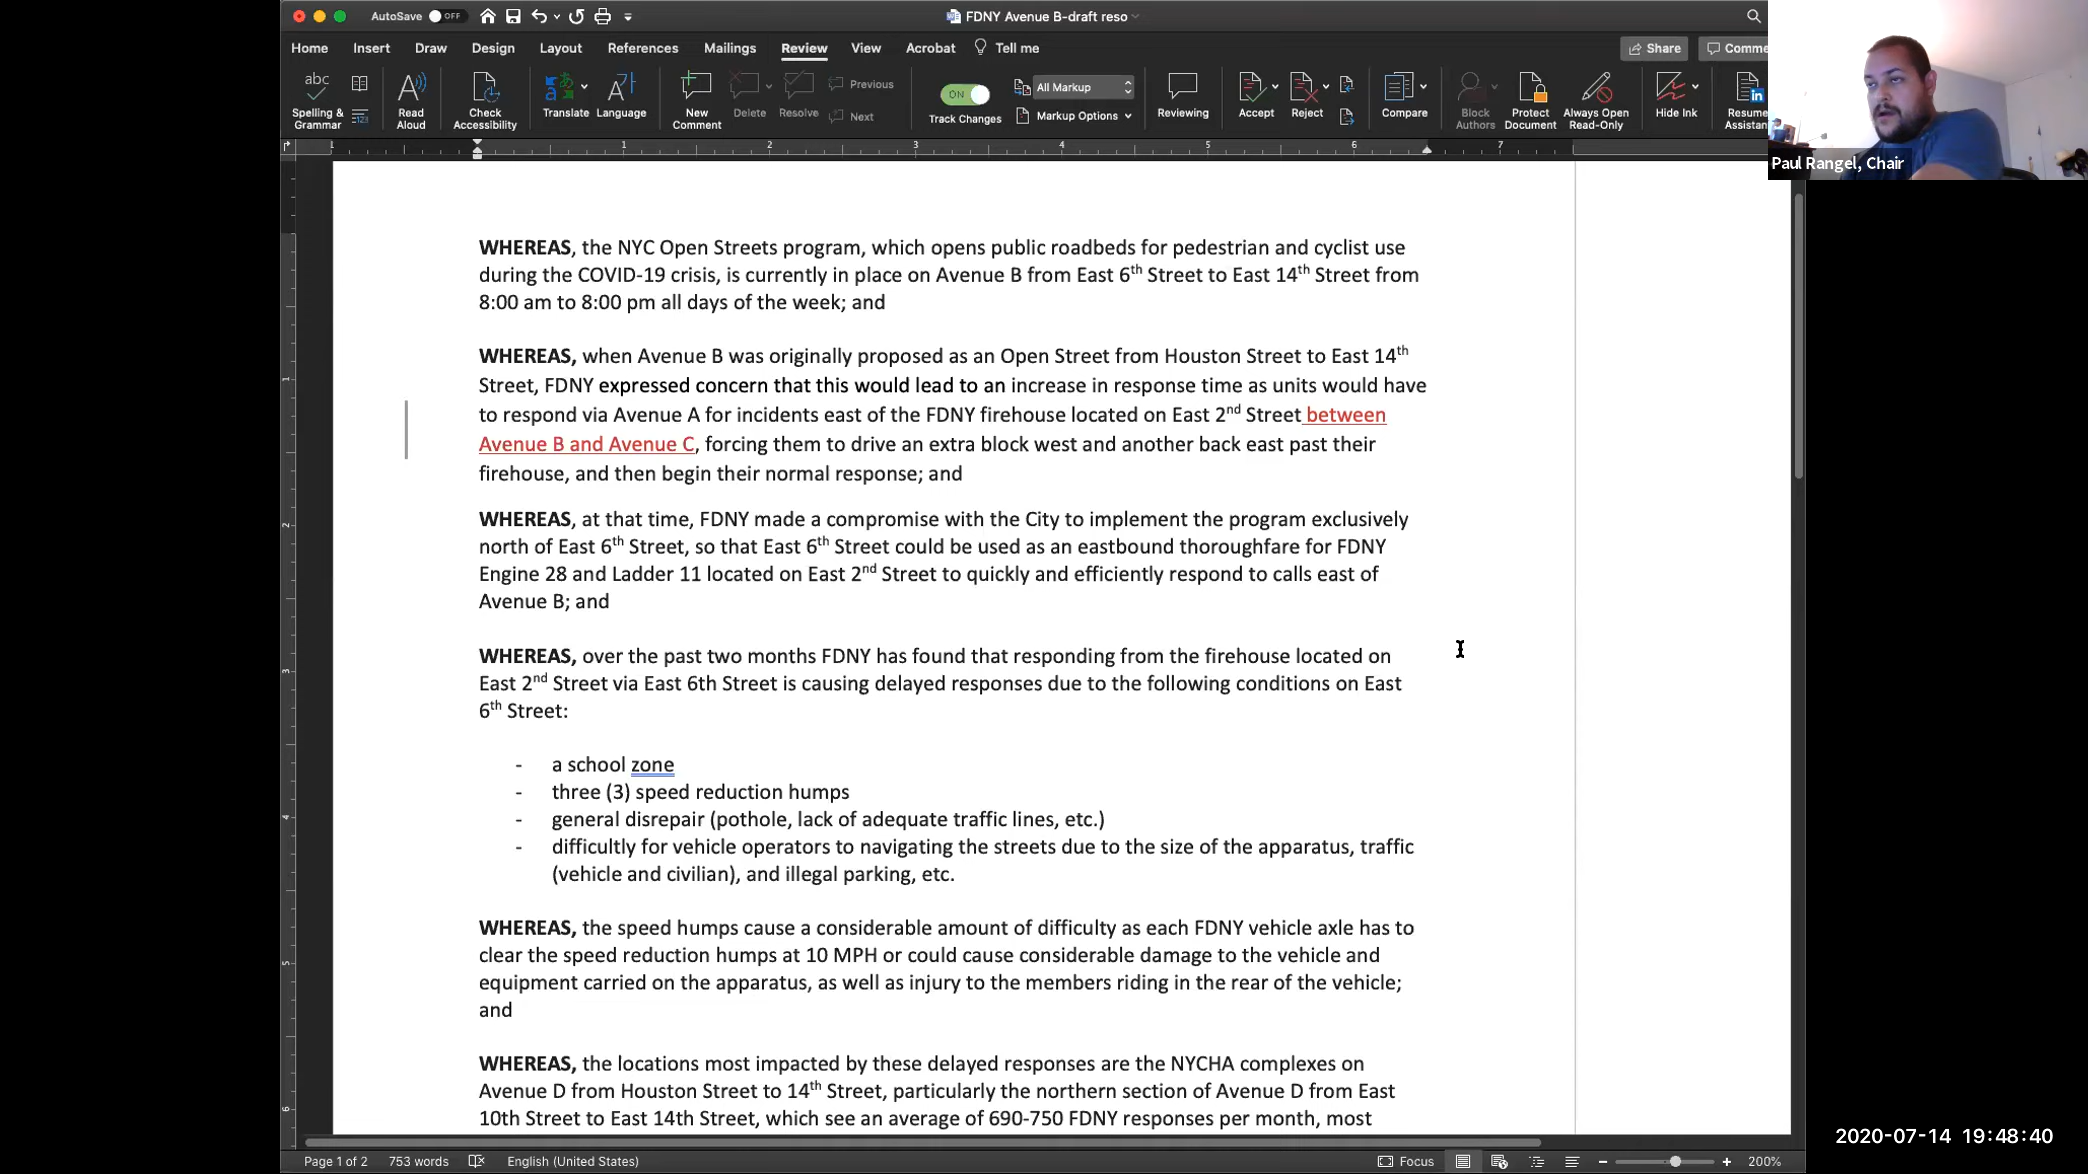 AutoSave OFF
FDNY Avenue B-draft reso
Home Insert Draw Design Layout References Mailings Review View Acrobat Tell me
Share Comme
abc
Spelling & Grammar
Read Aloud
Check Accessibility
Translate Language
New Comment
Delete Resolve
Previous
Next
ON
Track Changes
All Markup
Markup Options
Reviewing
Accept Reject
Compare
Block Authors
Protect Document
Always Open Read-Only
Hide Ink
Resume Assistan
Paul Rangel, Chair
1 1 2 3 4 5 6 7
WHEREAS, the NYC Open Streets program, which opens public roadbeds for pedestrian and cyclist use
during the COVID-19 crisis, is currently in place on Avenue B from East 6th Street to East 14th Street from
8:00 am to 8:00 pm all days of the week; and
WHEREAS, when Avenue B was originally proposed as an Open Street from Houston Street to East 14th
Street, FDNY expressed concern that this would lead to an increase in response time as units would have
to respond via Avenue A for incidents east of the FDNY firehouse located on East 2nd Street between
Avenue B and Avenue C, forcing them to drive an extra block west and another back east past their
firehouse, and then begin their normal response; and
WHEREAS, at that time, FDNY made a compromise with the City to implement the program exclusively
north of East 6th Street, so that East 6th Street could be used as an eastbound thoroughfare for FDNY
Engine 28 and Ladder 11 located on East 2nd Street to quickly and efficiently respond to calls east of
Avenue B; and
WHEREAS, over the past two months FDNY has found that responding from the firehouse located on
East 2nd Street via East 6th Street is causing delayed responses due to the following conditions on East
6th Street:
- a school zone
- three (3) speed reduction humps
- general disrepair (pothole, lack of adequate traffic lines, etc.)
- difficultly for vehicle operators to navigating the streets due to the size of the apparatus, traffic
(vehicle and civilian), and illegal parking, etc.
WHEREAS, the speed humps cause a considerable amount of difficulty as each FDNY vehicle axle has to
clear the speed reduction humps at 10 MPH or could cause considerable damage to the vehicle and
equipment carried on the apparatus, as well as injury to the members riding in the rear of the vehicle;
and
WHEREAS, the locations most impacted by these delayed responses are the NYCHA complexes on
Avenue D from Houston Street to 14th Street, particularly the northern section of Avenue D from East
10th Street to East 14th Street, which see an average of 690-750 FDNY responses per month, most
Page 1 of 2 753 words English (United States) Focus 200%
2020-07-14 19:48:40